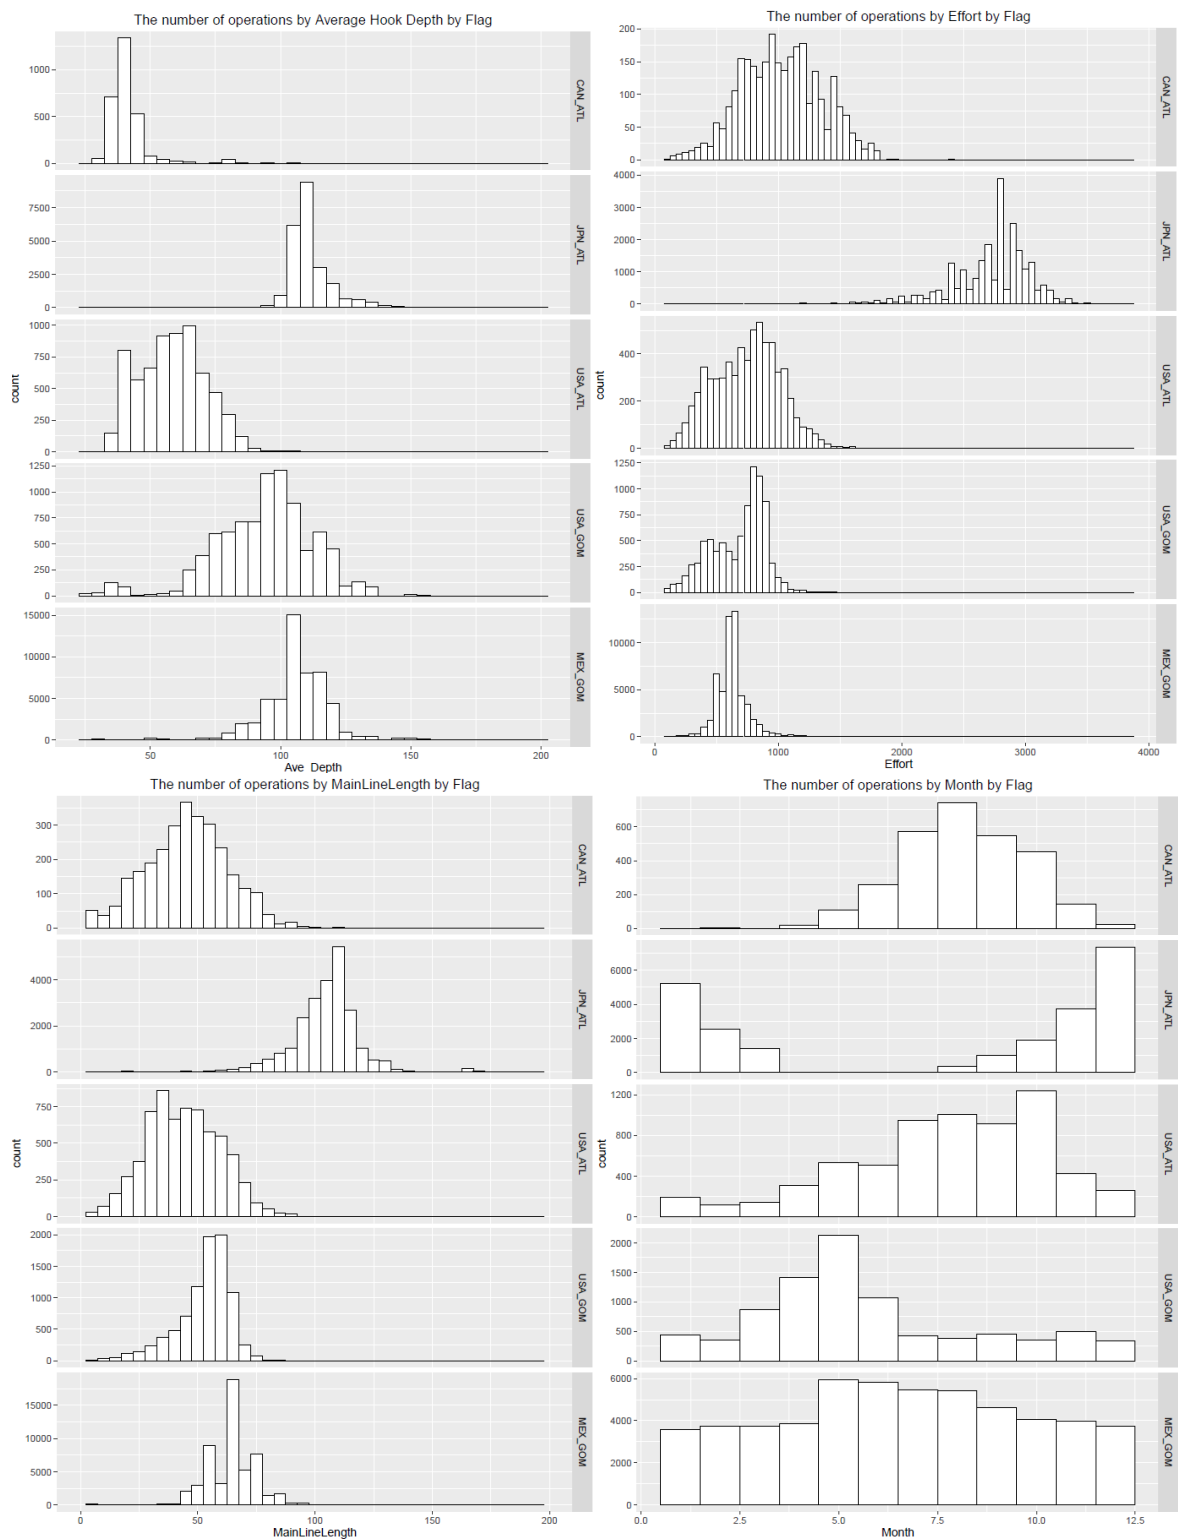 The number of operations by Average Hook Depth by Flag
1000
500
0
CAN_ATL
7500
5000
2500
0
JPN_ATL
1000
750
500
250
0
USA_ATL
1250
1000
750
500
250
0
USA_GOM
15000
10000
5000
0
MEX_GOM
count
50 100 150 200
Ave_Depth
The number of operations by Effort by Flag
200
150
100
50
0
CAN_ATL
4000
3000
2000
1000
0
JPN_ATL
400
200
0
USA_ATL
1250
1000
750
500
250
0
USA_GOM
10000
5000
0
MEX_GOM
count
0 1000 2000 3000 4000
Effort
The number of operations by MainLineLength by Flag
300
200
100
0
CAN_ATL
4000
2000
0
JPN_ATL
750
500
250
0
USA_ATL
2000
1500
1000
500
0
USA_GOM
15000
10000
5000
0
MEX_GOM
count
0 50 100 150 200
MainLineLength
The number of operations by Month by Flag
600
400
200
0
CAN_ATL
6000
4000
2000
0
JPN_ATL
1200
800
400
0
USA_ATL
2000
1500
1000
500
0
USA_GOM
6000
4000
2000
0
MEX_GOM
count
0.0 2.5 5.0 7.5 10.0 12.5
Month